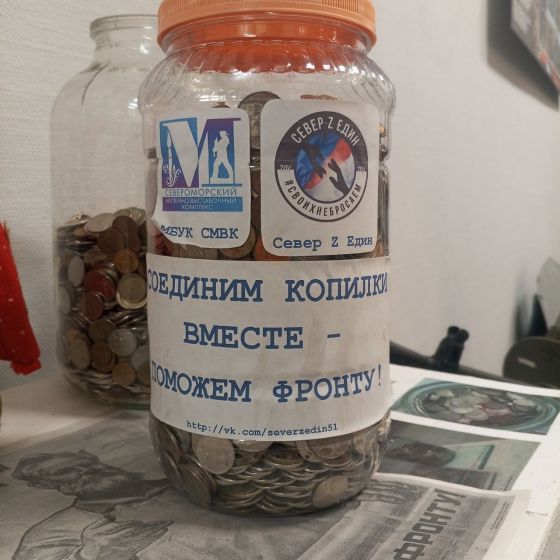 М
СЕВЕРОМОРСКИЙ
МУЗЕЙНО-ВЫСТАВОЧНЫЙ
КОМПЛЕКС
МБУК СМВК
СЕВЕР Z ЕДИН
#СВОИХНЕБРОСАЕМ
Север Z Един
СОЕДИНИМ КОПИЛКИ
ВМЕСТЕ –
ПОМОЖЕМ ФРОНТУ!
http://vk.com/severzedin51
ФРОНТУ!